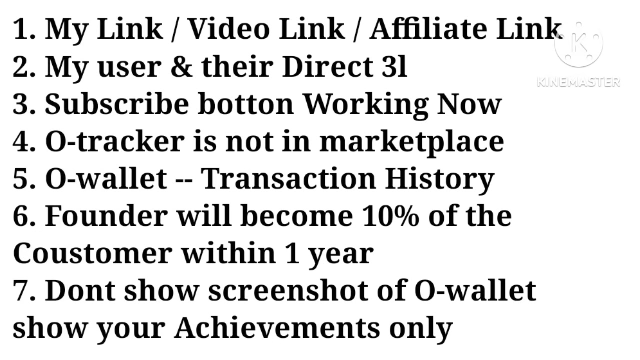 1. My Link / Video Link / Affiliate Link
KINEMASTER
2. My user & their Direct 3l
3. Subscribe botton Working Now
4. O-tracker is not in marketplace
5. O-wallet -- Transaction History
6. Founder will become 10% of the
Coustomer within 1 year
7. Dont show screenshot of O-wallet
show your Achievements only